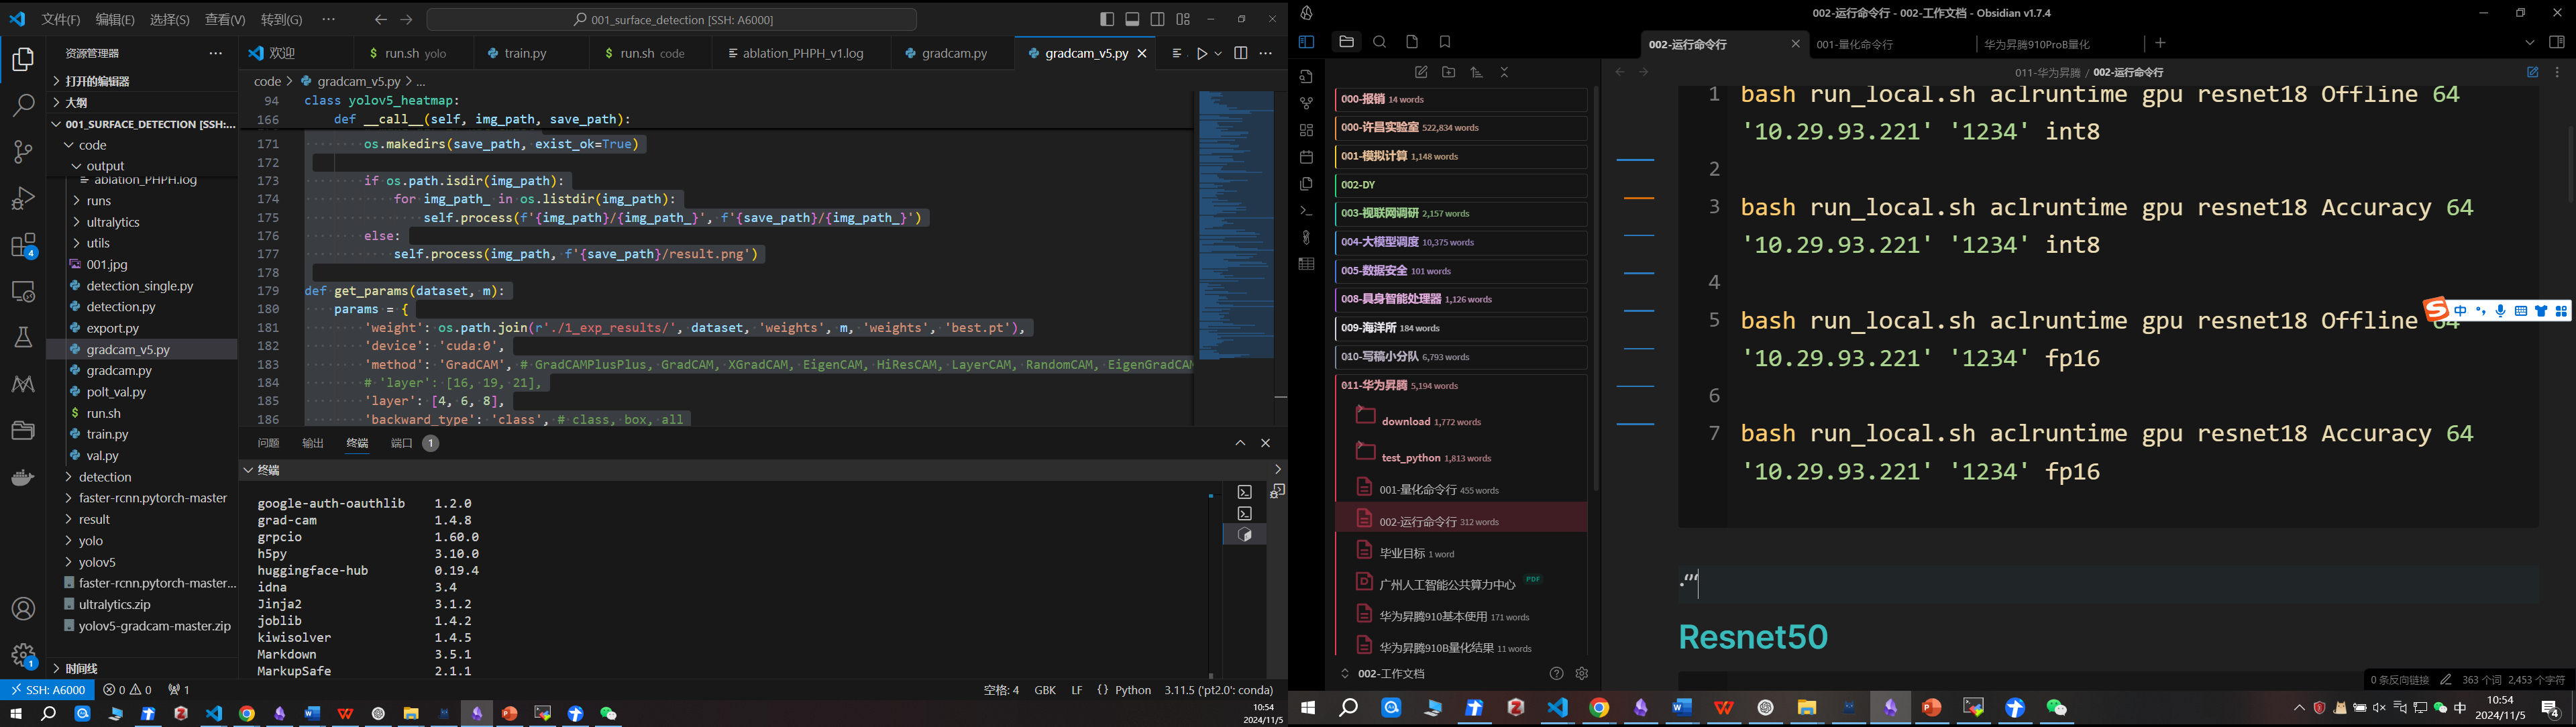 文件(F) 编辑(E) 选择(S) 查看(V) 转到(G) ··· 001_surface_detection [SSH: A6000]
资源管理器
打开的编辑器
大纲
001_SURFACE_DETECTION [SSH:...
code
output
ablation_PHPH.log
runs
ultralytics
utils
001.jpg
detection_single.py
detection.py
export.py
gradcam_v5.py
gradcam.py
polt_val.py
run.sh
train.py
val.py
detection
faster-rcnn.pytorch-master
result
yolo
yolov5
faster-rcnn.pytorch-master...
ultralytics.zip
yolov5-gradcam-master.zip
时间线
4
1
欢迎 run.sh yolo train.py run.sh code ablation_PHPH_v1.log gradcam.py gradcam_v5.py
code > gradcam_v5.py > ...
94 class yolov5_heatmap:
166 def __call__(self, img_path, save_path):
171 os.makedirs(save_path, exist_ok=True)
172
173 if os.path.isdir(img_path):
174 for img_path_ in os.listdir(img_path):
175 self.process(f'{img_path}/{img_path_}', f'{save_path}/{img_path_}')
176 else:
177 self.process(img_path, f'{save_path}/result.png')
178
179 def get_params(dataset, m):
180 params = {
181 'weight': os.path.join(r'./1_exp_results/', dataset, 'weights', m, 'weights', 'best.pt'),
182 'device': 'cuda:0',
183 'method': 'GradCAM', # GradCAMPlusPlus, GradCAM, XGradCAM, EigenCAM, HiResCAM, LayerCAM, RandomCAM, EigenGradCAM
184 # 'layer': [16, 19, 21],
185 'layer': [4, 6, 8],
186 'backward_type': 'class', # class, box, all
问题 输出 终端 端口 1
终端
google-auth-oauthlib 1.2.0
grad-cam 1.4.8
grpcio 1.60.0
h5py 3.10.0
huggingface-hub 0.19.4
idna 3.4
Jinja2 3.1.2
joblib 1.4.2
kiwisolver 1.4.5
Markdown 3.5.1
MarkupSafe 2.1.1
SSH: A6000 0 0 1 空格: 4 GBK LF {} Python 3.11.5 ('pt2.0': conda)
10:54
2024/11/5
002-运行命令行 - 002-工作文档 - Obsidian v1.7.4
002-运行命令行 001-量化命令行 华为昇腾910ProB量化
011-华为昇腾 / 002-运行命令行
000-报销 14 words
000-许昌实验室 522,834 words
001-模拟计算 1,148 words
002-DY
003-视联网调研 2,157 words
004-大模型调度 10,375 words
005-数据安全 101 words
008-具身智能处理器 1,126 words
009-海洋所 184 words
010-写稿小分队 6,793 words
011-华为昇腾 5,194 words
download 1,772 words
test_python 1,813 words
001-量化命令行 455 words
002-运行命令行 312 words
毕业目标 1 word
广州人工智能公共算力中心 PDF
华为昇腾910基本使用 171 words
华为昇腾910B量化结果 11 words
002-工作文档
1 bash run_local.sh aclruntime gpu resnet18 Offline 64
'10.29.93.221' '1234' int8
2
3 bash run_local.sh aclruntime gpu resnet18 Accuracy 64
'10.29.93.221' '1234' int8
4
5 bash run_local.sh aclruntime gpu resnet18 Offline 64
'10.29.93.221' '1234' fp16
6
7 bash run_local.sh aclruntime gpu resnet18 Accuracy 64
'10.29.93.221' '1234' fp16
中
Resnet50
0 条反向链接 363 个词 2,453 个字符
中 10:54
2024/11/5
4